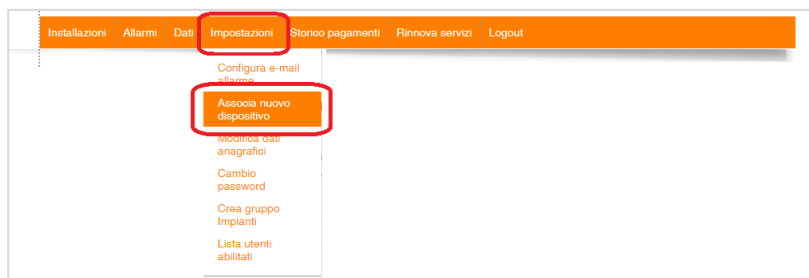 Installazioni Allarmi Dati Impostazioni Storico pagamenti Rinnova servizi Logout
Configura e-mail
allarme
Associa nuovo
dispositivo
Modifica dati
anagrafici
Cambio
password
Crea gruppo
Impianti
Lista utenti
abilitati